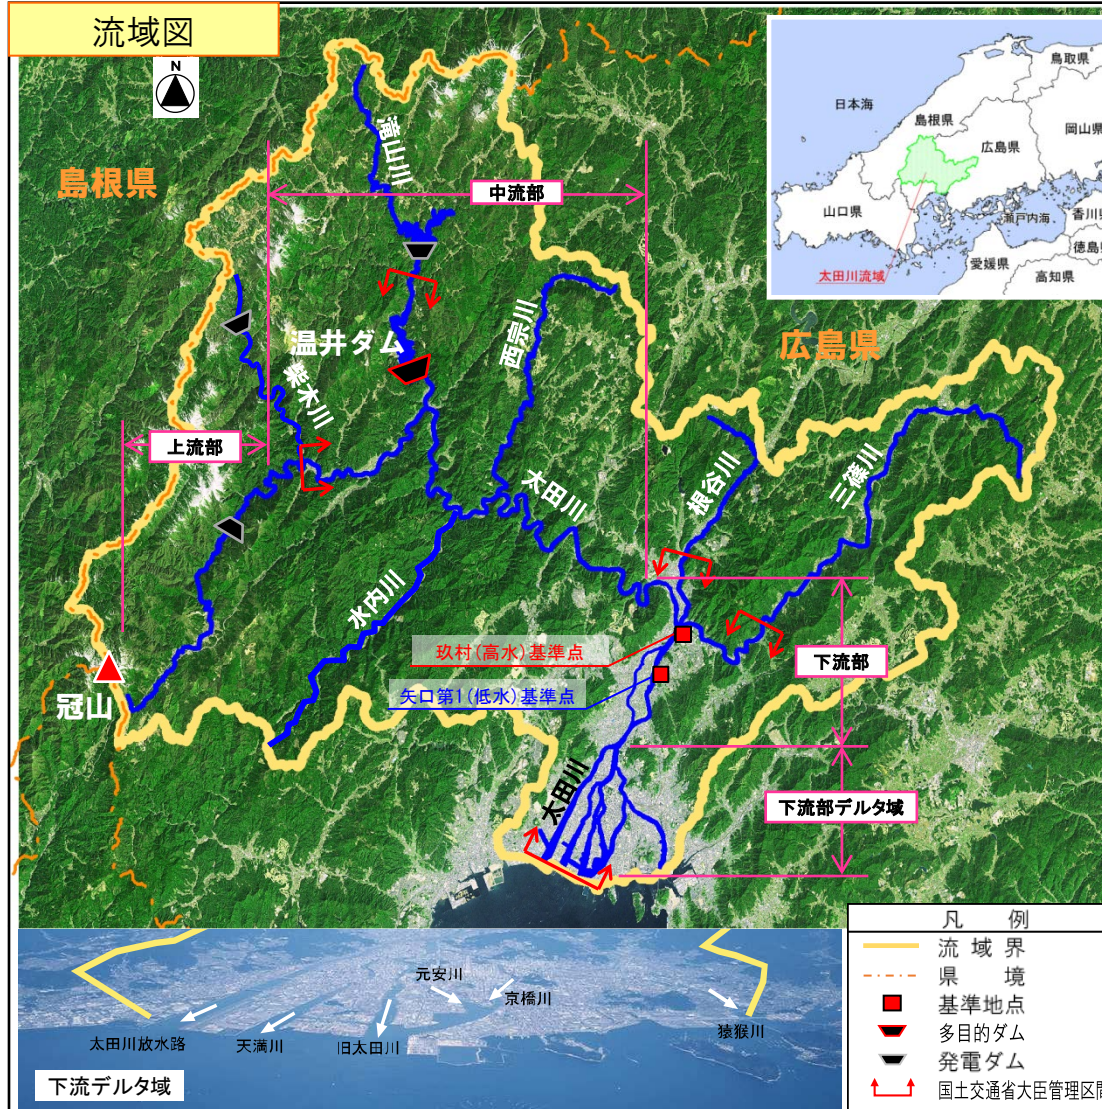 流域図
N
島根県
滝山川
中流部
日本海
鳥取県
島根県
岡山県
広島県
山口県
瀬戸内海
香川県
徳島県
愛媛県
高知県
太田川流域
広島県
温井ダム
柴木川
西宗川
上流部
太田川
根谷川
三篠川
水内川
玖村(高水)基準点
矢口第1(低水)基準点
下流部
冠山
太田川
下流部デルタ域
元安川
京橋川
太田川放水路
天満川
旧太田川
猿猴川
下流デルタ域
凡 例
流 域 界
県 境
基準地点
多目的ダム
発電ダム
国土交通省大臣管理区間